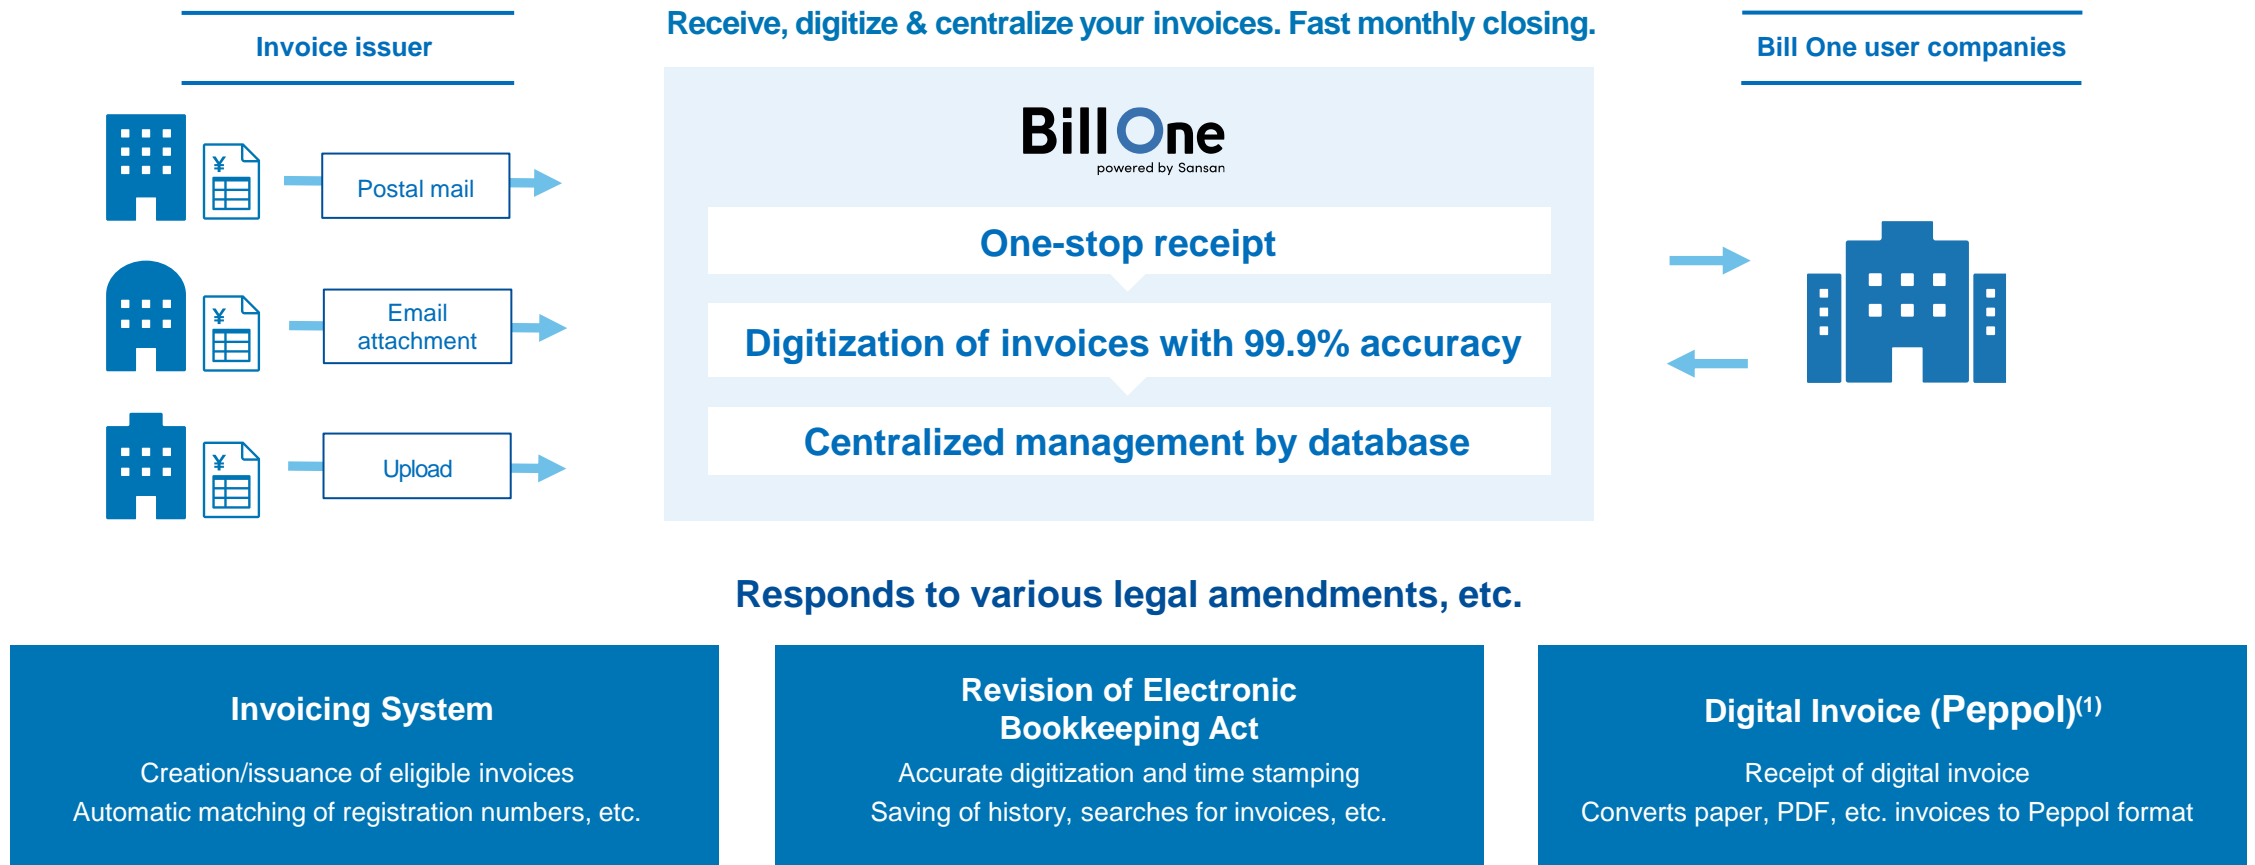 Receive, digitize & centralize your invoices. Fast monthly closing.
Invoice issuer
Bill One user companies
Bill One
powered by Sansan
¥
Postal mail
One-stop receipt
¥
Email
attachment
Digitization of invoices with 99.9% accuracy
Centralized management by database
¥
Upload
Responds to various legal amendments, etc.
Invoicing System
Creation/issuance of eligible invoices
Automatic matching of registration numbers, etc.
Revision of Electronic
Bookkeeping Act
Accurate digitization and time stamping
Saving of history, searches for invoices, etc.
Digital Invoice (Peppol)(1)
Receipt of digital invoice
Converts paper, PDF, etc. invoices to Peppol format